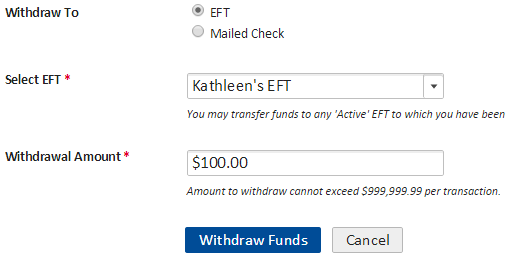 Withdraw To EFT
Mailed Check
Select EFT * Kathleen's EFT
You may transfer funds to any 'Active' EFT to which you have been
Withdrawal Amount * $100.00
Amount to withdraw cannot exceed $999,999.99 per transaction.
Withdraw Funds Cancel